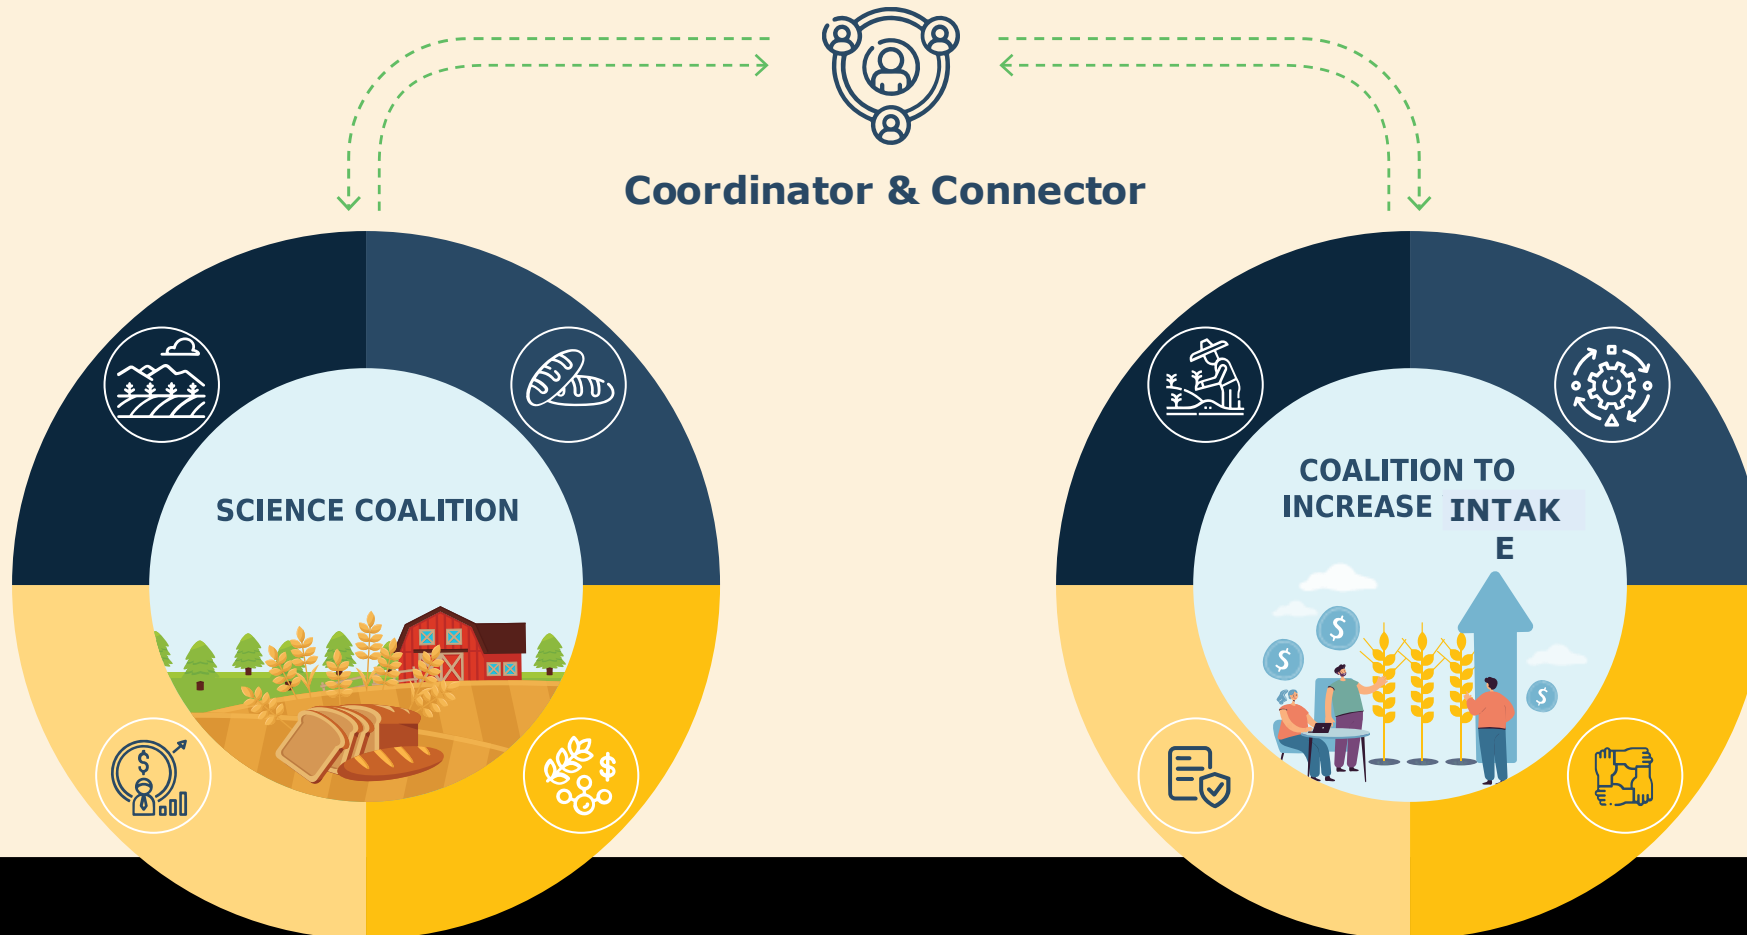 Coordinator & Connector
SCIENCE COALITION
COALITION TO
INCREASE INTAK
E